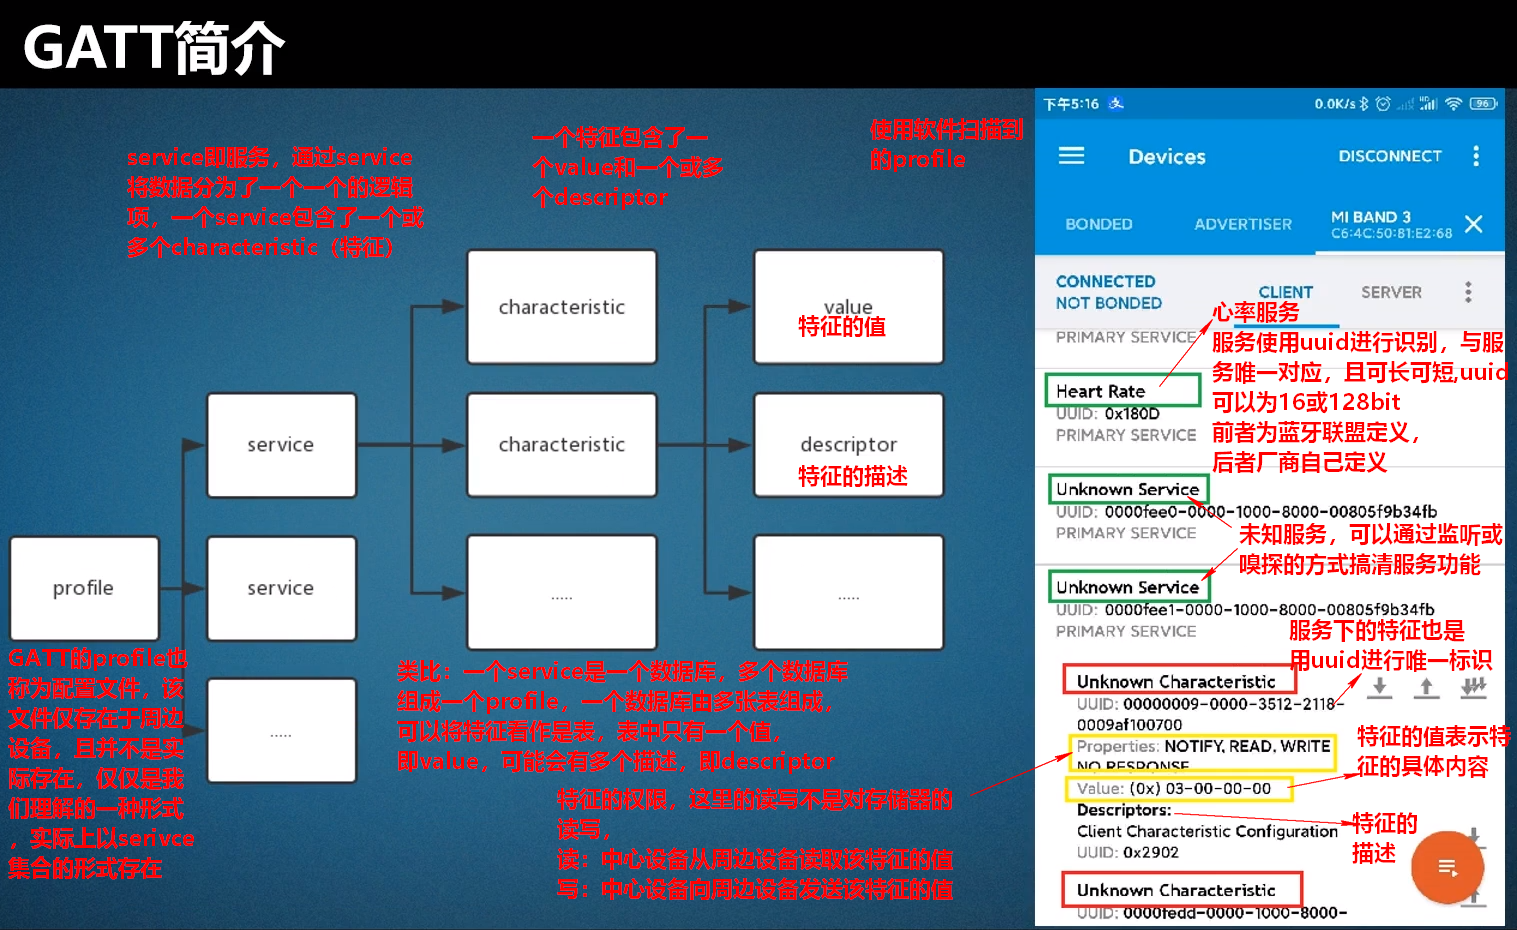 GATT简介
service即服务，通过service
将数据分为了一个一个的逻辑
项，一个service包含了一个或
多个characteristic（特征）
一个特征包含了一
个value和一个或多
个descriptor
使用软件扫描到
的profile
characteristic
value
特征的值
service
characteristic
descriptor
特征的描述
profile
service
.....
.....
.....
GATT的profile也
称为配置文件，该
文件仅存在于周边
设备，且并不是实
际存在，仅仅是我
们理解的一种形式
，实际上以serivce
集合的形式存在
类比：一个service是一个数据库，多个数据库
组成一个profile，一个数据库由多张表组成，
可以将特征看作是表，表中只有一个值，
即value，可能会有多个描述，即descriptor
特征的权限，这里的读写不是对存储器的
读写，
读：中心设备从周边设备读取该特征的值
写：中心设备向周边设备发送该特征的值
下午5:16 支 0.0K/s HD 96
Devices DISCONNECT
BONDED ADVERTISER MI BAND 3
C6:4C:50:81:E2:68
CONNECTED
NOT BONDED
CLIENT SERVER
PRIMARY SERVICE
心率服务
服务使用uuid进行识别，与服
务唯一对应，且可长可短,uuid
可以为16或128bit
前者为蓝牙联盟定义，
后者厂商自己定义
Heart Rate
UUID: 0x180D
PRIMARY SERVICE
Unknown Service
UUID: 0000fee0-0000-1000-8000-00805f9b34fb
PRIMARY SERVICE
未知服务，可以通过监听或
嗅探的方式搞清服务功能
Unknown Service
UUID: 0000fee1-0000-1000-8000-00805f9b34fb
PRIMARY SERVICE
服务下的特征也是
用uuid进行唯一标识
Unknown Characteristic
UUID: 00000009-0000-3512-2118-
0009af100700
Properties: NOTIFY, READ, WRITE
NO RESPONSE
Value: (0x) 03-00-00-00
特征的值表示特
征的具体内容
Descriptors:
Client Characteristic Configuration
UUID: 0x2902
特征的
描述
Unknown Characteristic
UUID: 0000fedd-0000-1000-8000-